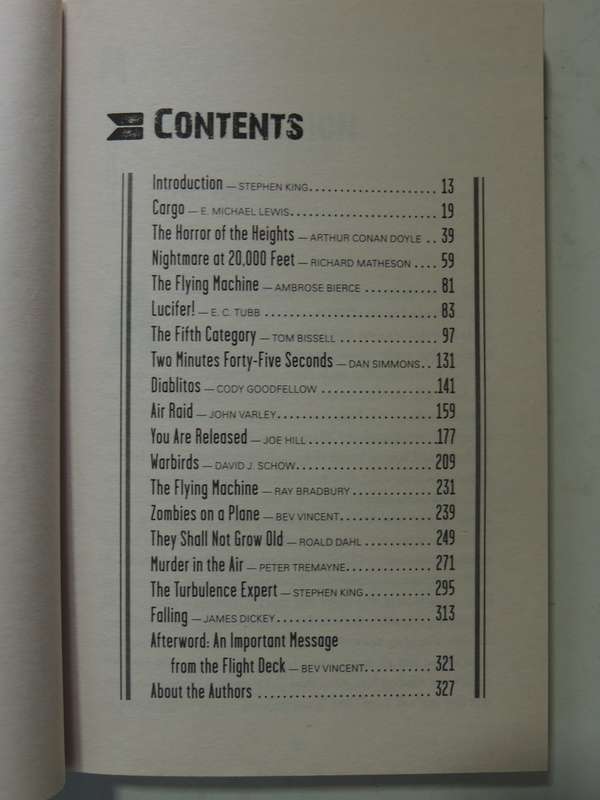 CONTENTS
Introduction — STEPHEN KING..................... 13
Cargo — E. MICHAEL LEWIS....................... 19
The Horror of the Heights — ARTHUR CONAN DOYLE .. 39
Nightmare at 20,000 Feet — RICHARD MATHESON .... 59
The Flying Machine — AMBROSE BIERCE ........... 81
Lucifer! — E. C. TUBB ........................... 83
The Fifth Category — TOM BISSELL ............... 97
Two Minutes Forty-Five Seconds — DAN SIMMONS.. 131
Diablitos — CODY GOODFELLOW ...................141
Air Raid — JOHN VARLEY......................... 159
You Are Released — JOE HILL ....................177
Warbirds — DAVID J. SCHOW...................... 209
The Flying Machine — RAY BRADBURY............. 231
Zombies on a Plane — BEV VINCENT............... 239
They Shall Not Grow Old — ROALD DAHL ........... 249
Murder in the Air — PETER TREMAYNE.............. 271
The Turbulence Expert — STEPHEN KING........... 295
Falling — JAMES DICKEY.......................... 313
Afterword: An Important Message
from the Flight Deck — BEV VINCENT........... 321
About the Authors ............................ 327